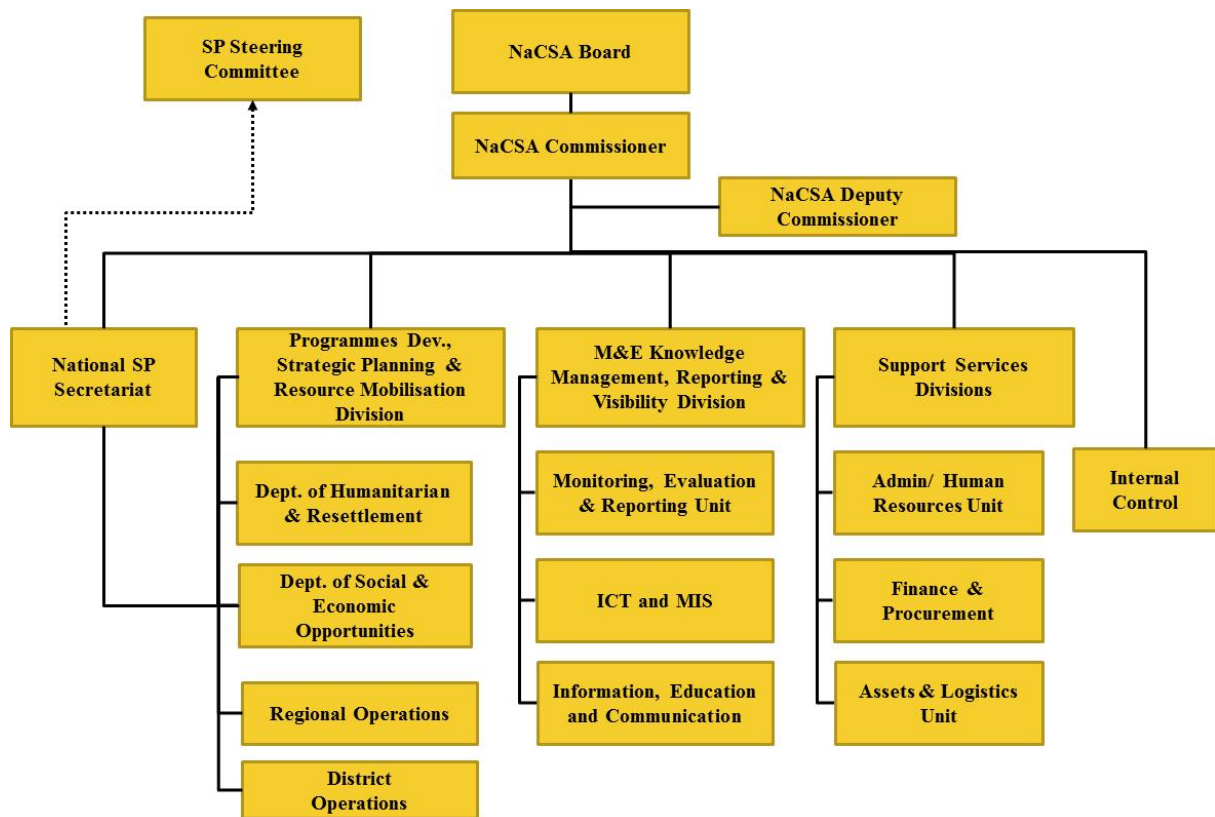 SP Steering
Committee
NaCSA Board
NaCSA Commissioner
NaCSA Deputy
Commissioner
National SP
Secretariat
Programmes Dev.,
Strategic Planning &
Resource Mobilisation
Division
M&E Knowledge
Management, Reporting &
Visibility Division
Support Services
Divisions
Internal
Control
Dept. of Humanitarian
& Resettlement
Monitoring, Evaluation
& Reporting Unit
Admin/ Human
Resources Unit
Dept. of Social &
Economic
Opportunities
ICT and MIS
Finance &
Procurement
Regional Operations
Information, Education
and Communication
Assets & Logistics
Unit
District
Operations